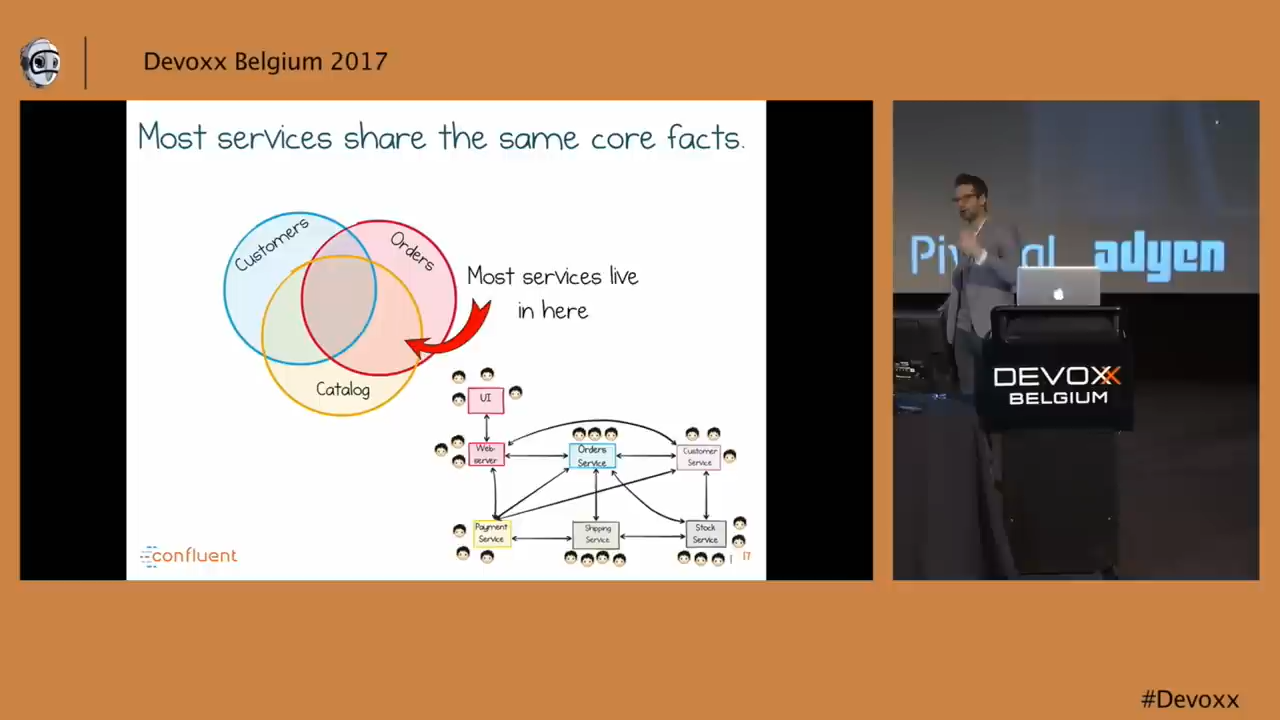 Devoxx Belgium 2017
Most services share the same core facts.
Customers
Orders
Catalog
Most services live
in here
UI
Web-
server
Orders
Service
Customer
Service
Payment
Service
Shipping
Service
Stock
Service
confluent
17
adyen
DEVOXX
BELGIUM
#Devoxx